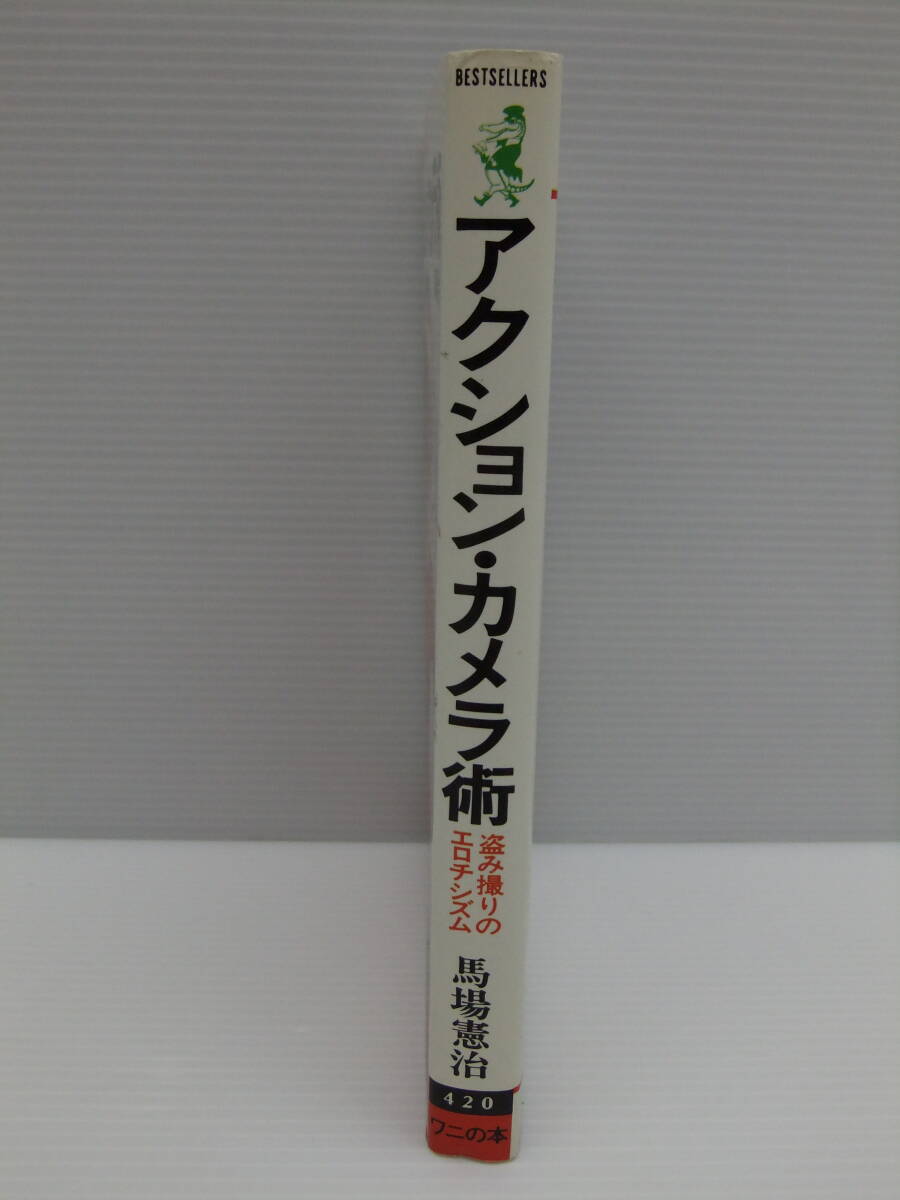 BESTSELLERS
アクション・カメラ術
盗み撮りの
エロチシズム
馬場憲治
420
ワニの本